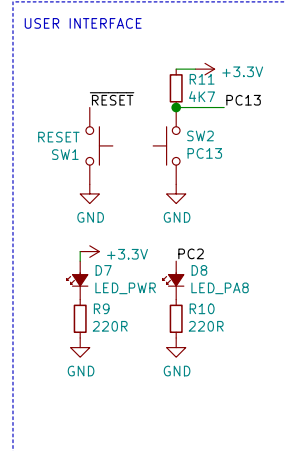 USER INTERFACE
+3.3V
R11
4K7
RESET
PC13
RESET
SW1
SW2
PC13
GND
GND
+3.3V
PC2
D7
LED_PWR
D8
LED_PA8
R9
220R
R10
220R
GND
GND